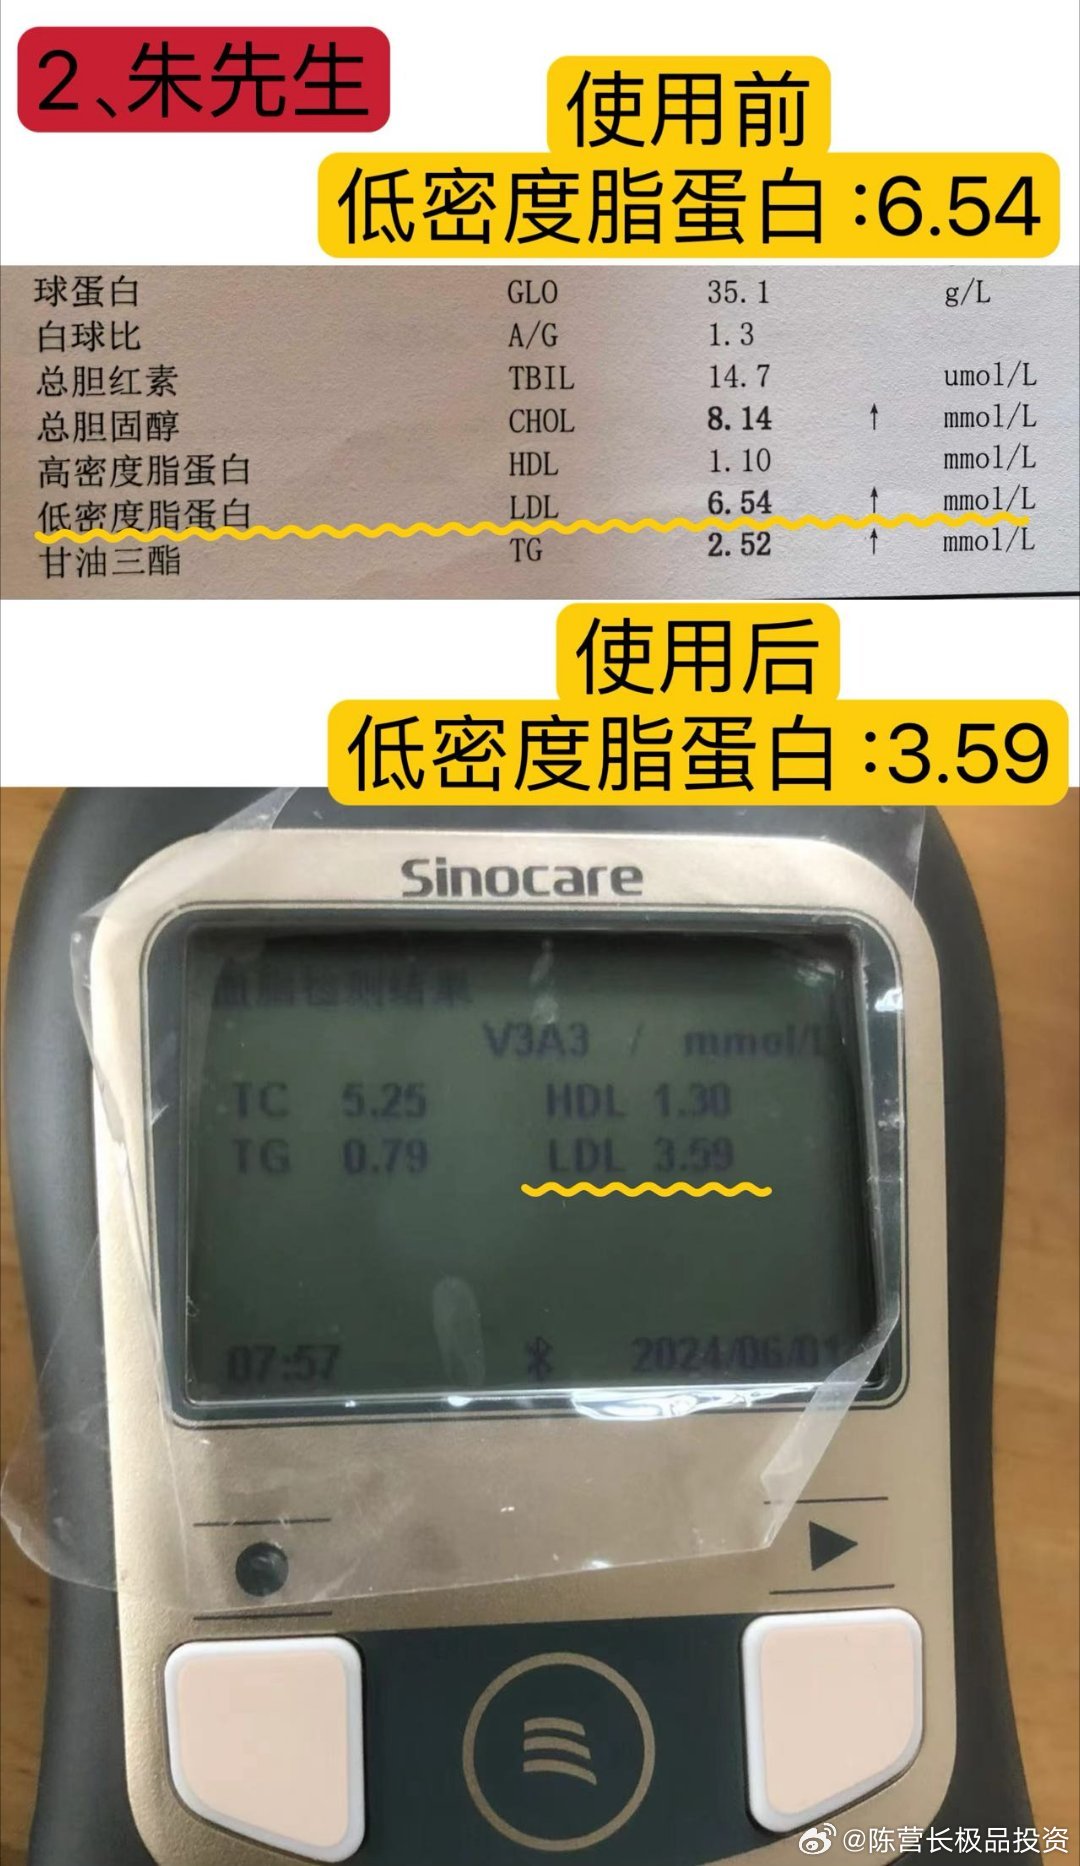 2、朱先生
使用前
低密度脂蛋白:6.54
球蛋白 GLO 35.1 g/L
白球比 A/G 1.3
总胆红素 TBIL 14.7 umol/L
总胆固醇 CHOL 8.14 ↑ mmol/L
高密度脂蛋白 HDL 1.10 mmol/L
低密度脂蛋白 LDL 6.54 ↑ mmol/L
甘油三酯 TG 2.52 ↑ mmol/L
使用后
低密度脂蛋白:3.59
Sinocare
血脂检测结果
V3A3 / mmol/L
TC 5.25 HDL 1.30
TG 0.79 LDL 3.59
07:57 2024/06/01
@陈营长极品投资